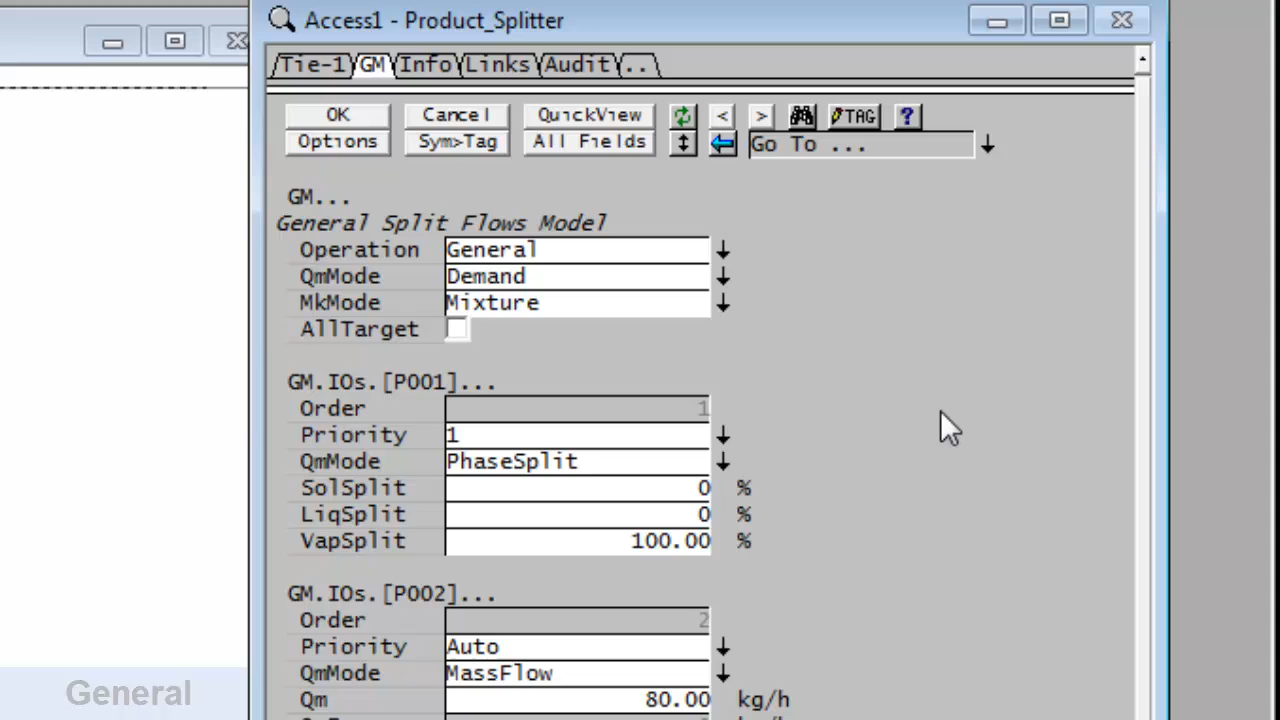 Access1 - Product_Splitter
Tie-1 GM Info Links Audit ..
OK Cancel QuickView < > TAG ?
Options Sym>Tag All Fields Go To ...
GM...
General Split Flows Model
Operation General
QmMode Demand
MkMode Mixture
AllTarget
GM.IOs.[P001]...
Order 1
Priority 1
QmMode PhaseSplit
SolSplit 0 %
LiqSplit 0 %
VapSplit 100.00 %
GM.IOs.[P002]...
Order 2
Priority Auto
QmMode MassFlow
Qm 80.00 kg/h
General